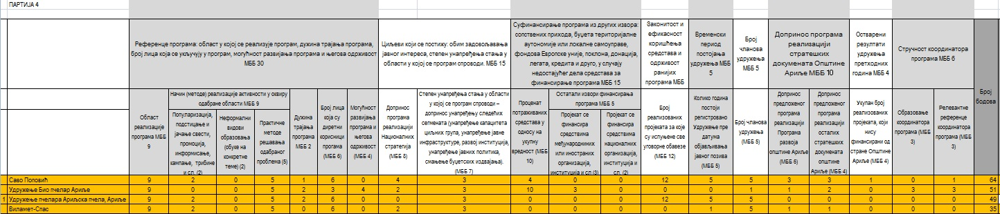 ПАРТИЈА 4
Референце програма: област у којој се реализује програм, дужина трајања програма,
број лица која се укључују у програм, могућност развијања програма и његова одрживост
МББ 30
Циљеви који се постижу: обим задовољавања
јавног интереса, степен унапређења стања у
области у којој се програм спроводи. МББ 15
Суфинансирање програма из других извора:
сопствених прихода, буџета територијалне
аутономије или локалне самоуправе,
фондова Европске уније, поклона, донација,
легата, кредита и друго, у случају
недостајућег дела средстава за
финансирање програма МББ 15
Законитост и
ефикасност
коришћења
средстава и
одрживост
ранијих
програма МББ
Временски
период
постојања
удружења МББ
5
Број
чланова
удружења
МББ 5
Допринос програма
реализацији
стратешких
докумената Општине
Ариље МББ 10
Остварени
резултати
удружења
претходних
година МББ 4
Стручност координатора
програма МББ 6
Број
бодова
Област
реализације
програма МББ
9
Начин (методе) реализације активности у оквиру
одабране области МББ 9
Популаризација,
подстицање и
јачање свести,
промоција,
информисање,
кампање, трибине
и сл. (2)
Неформални
видови
образовања
(обуке на
конкретне
теме) (2)
Практичне
методе
решавања
одабраног
проблема (5)
Дужина
трајања
програма
МББ 2
Број лица
која су
директни
корисници
прогама
(МББ 6)
Могућност
развијања
програма и
његова
одрживост
(МББ 4)
Допринос
програма
реализацији
Националних
стратегија
(МББ 8)
Степен унапређења стања у области
у којој се програм спроводи –
допринос унапређењу следећих
сегмената (унапређење капацитета
циљних група, унапређење јавне
инфраструктуре, развој институција,
унапређење јавних политика,
смањење буџетских издвајања).
(МББ 7)
Проценат
потраживаних
средстава у
односу на
укупну
вредност (МББ
10)
Остали извори финансирања
програма МББ 5
Пројекат се
финансира
средствима
међународнинх
или иностраних
организација,
институција и сл (3)
Пројекат се
финансира
средствима
националних
организација,
институција и
сл. (2)
Број
реализованих
пројеката за које
су испуњене све
уговорне обавезе
(МББ 12)
Колико година
постоји
регистровано
Удружење пре
датума
објављивања
јавног позива
(МББ 5)
Број чланова
удружења
(МББ 5)
Допринос
предложеног
програма
реализацији
Програма
развоја
општине Ариље
(МББ 6)
Допринос
предложеног
програма
реализацији
осталих
стратешких
докумената
општине
Ариље (МББ 4)
Укупан број
реализованих
пројеката, који
нису
финансирани од
стране Општине
Ариље (МББ 4)
Образовање
координатора
програма (МББ
3)
Релевантне
референце
координатора
програма (МББ
3)
Саво Поповић 9 2 0 5 1 6 0 4 3 4 0 0 12 5 5 3 3 1 0 1 64
Удружење Био пчелар Ариље 9 0 0 5 2 3 4 2 3 10 3 0 0 0 1 1 2 0 3 3 51
1 Удружење пчелара Ариљска пчела, Ариље 9 2 0 5 2 6 0 0 3 0 0 0 12 5 5 0 0 0 0 0 49
Виламет-Спас 9 2 0 5 0 6 0 2 3 0 0 0 0 1 5 1 1 0 0 0 35